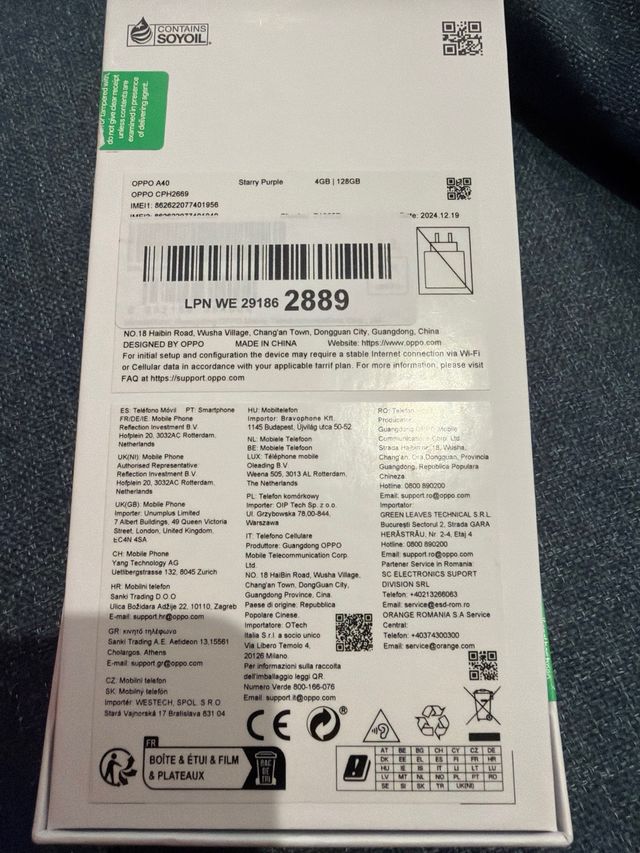 CONTAINS
SOYOIL
do not give clear receipt
unless contents are
examined in presence
of delivering agent.
OPPO A40 Starry Purple 4GB | 128GB
OPPO CPH2669
IMEI1: 862622077401956
2024.12.19
LPN WE 29186 2889
NO.18 Haibin Road, Wusha Village, Chang'an Town, Dongguan City, Guangdong, China
DESIGNED BY OPPO MADE IN CHINA Website: https://www.oppo.com
For initial setup and configuration the device may require a stable Internet connection via Wi-Fi
or Cellular data in accordance with your applicable tarrif plan. For more information, please visit
FAQ at https://support.oppo.com
ES: Teléfono Móvil PT: Smartphone
FR/DE/IE: Mobile Phone
Reflection Investment B.V.
Hofplein 20, 3032AC Rotterdam,
Netherlands
UK(NI): Mobile Phone
Authorised Representative:
Reflection Investment B.V.
Hofplein 20, 3032AC Rotterdam,
Netherlands
UK(GB): Mobile Phone
Importer: Unumplus Limited
7 Albert Buildings, 49 Queen Victoria
Street, London, United Kingdom,
EC4N 4SA
CH: Mobile Phone
Yang Technology AG
Uetlibergstrasse 132, 8045 Zurich
HR: Mobilni telefon
Sanki Trading D.O.O
Ulica Božidara Adžije 22, 10110, Zagreb
E-mail: support.hr@oppo.com
GR: κινητό τηλέφωνο
Sanki Trading A.E. Aetideon 13,15561
Cholargos, Athens
E-mail: support.gr@oppo.com
CZ: Mobilní telefon
SK: Mobilný telefón
Importér: WESTECH, SPOL. S R.O
Stará Vajnorská 17 Bratislava 831 04
HU: Mobiltelefon
Importer: Bravophone Kft.
1145 Budapest, Újvilág utca 50-52.
NL: Mobiele Telefoon
BE: Mobiele Telefoon
LUX: Téléphone mobile
Oleading B.V
Weena 505, 3013 AL Rotterdam,
The Netherlands
PL: Telefon komórkowy
Importer: OIP Tech Sp. z o.o.
Ul. Grzybowska 78,00-844,
Warszawa
IT: Telefono Cellulare
Produttore: Guangdong OPPO
Mobile Telecommunication Corp.
Ltd.
NO. 18 HaiBin Road, Wusha Village,
Chang'an Town, DongGuan City,
Guangdong Province, Cina.
Paese di origine: Repubblica
Popolare Cinese.
Importatore: OTech
Italia S.r.l. a socio unico
Via Libero Temolo 4,
20126 Milano.
Per informazioni sulla raccolta
dell'imballaggio leggi QR.
Numero Verde 800-166-076
Email: support.it@oppo.com
RO: Telefon
Producator:
Guangdong OPPO Mobile
Corp. Ltd.
Strada Haibin nr.18, Wusha,
Chang'an, Ora Dongguan, Provincia
Guangdong, Republica Populara
Chineza
Hotline: 0800 890200
Email: support.ro@oppo.com
Importator:
GREEN LEAVES TECHNICAL S.R.L
București Sectorul 2, Strada GARA
HERĂSTRĂU, Nr. 2-4, Etaj 4
Hotline: 0800 890200
Email: support.ro@oppo.com
Partener Service in Romania:
SC ELECTRONICS SUPORT
DIVISION SRL
Telefon: +40213266063
Email: service@esd-rom.ro
ORANGE ROMANIA S.A Service
Central:
Telefon: +40374300300
Email: service@orange.com
CE
FR
BOÎTE & ÉTUI & FILM
& PLATEAUX
BAC DE TRI
AT BE BG CH CY CZ DE
DK EE EL ES FI FR HR
HU IE IS IT LI LT LU
LV MT NL NO PL PT RO
SE SI SK TR UK(NI)